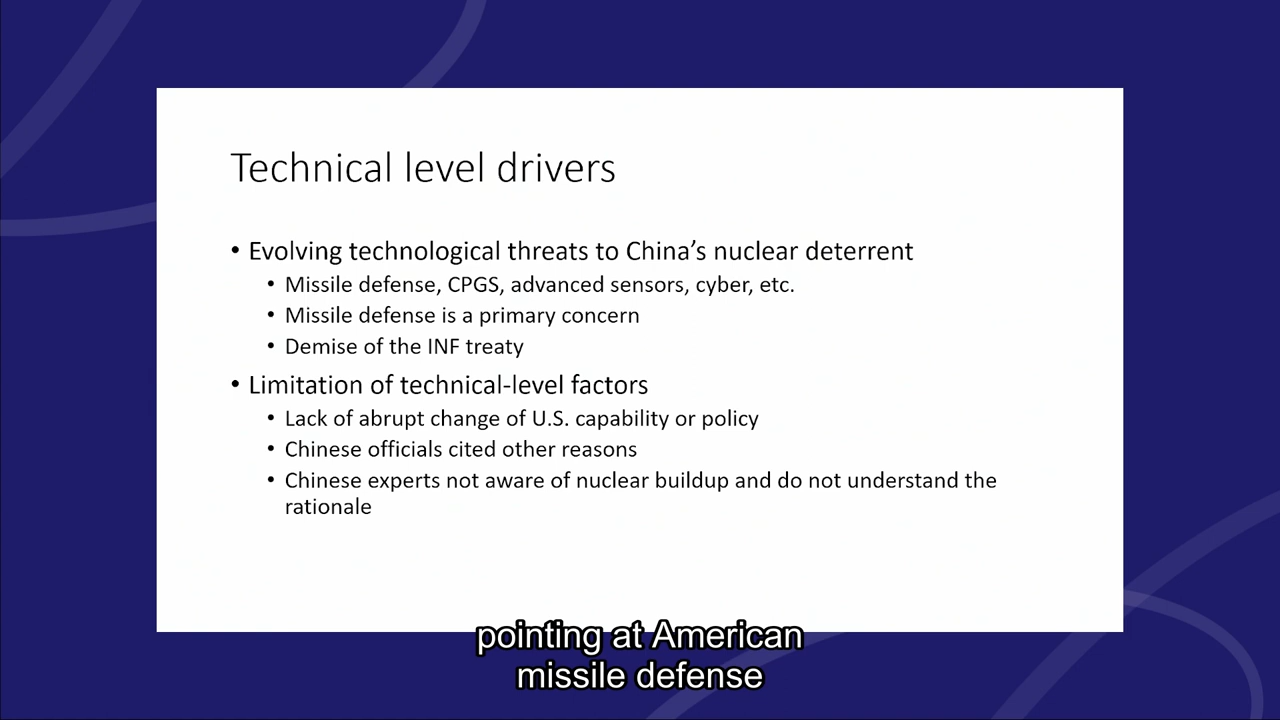 Technical level drivers
• Evolving technological threats to China’s nuclear deterrent
• Missile defense, CPGS, advanced sensors, cyber, etc.
• Missile defense is a primary concern
• Demise of the INF treaty
• Limitation of technical-level factors
• Lack of abrupt change of U.S. capability or policy
• Chinese officials cited other reasons
• Chinese experts not aware of nuclear buildup and do not understand the
rationale
pointing at American
missile defense